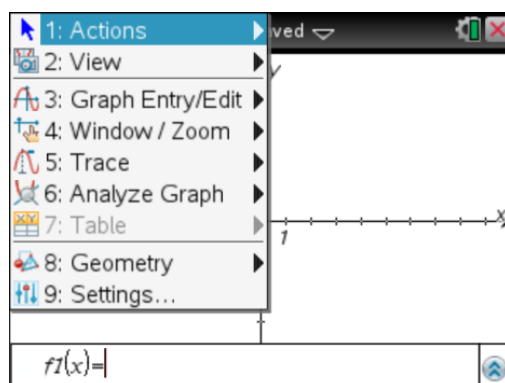 1: Actions
ved
2: View
y
3: Graph Entry/Edit
4: Window / Zoom
5: Trace
6: Analyze Graph
7: Table
x
1
8: Geometry
9: Settings...
f1(x)=